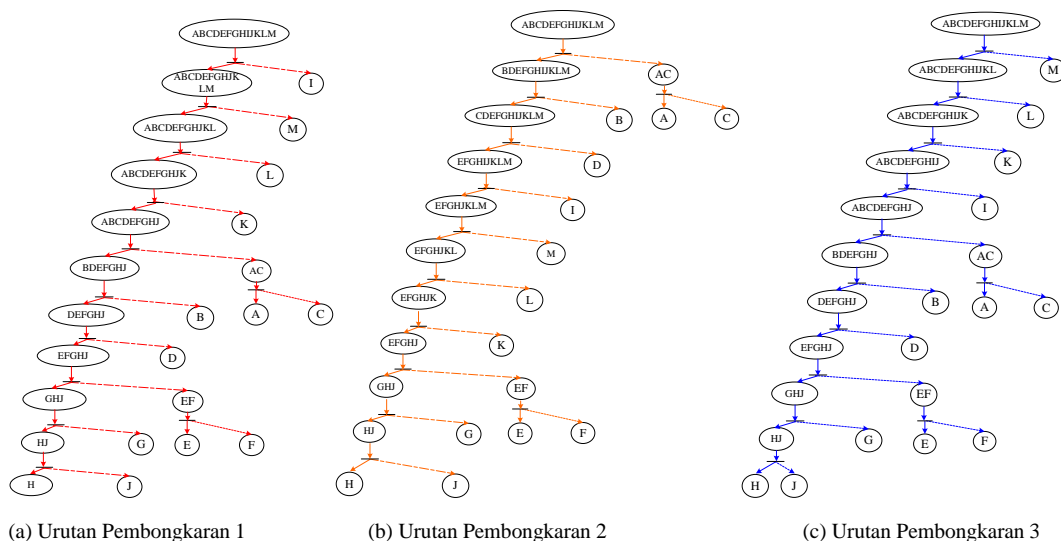 ABCDEFGHIJKLM
ABCDEFGHIJK
LM
I
ABCDEFGHJKL
M
ABCDEFGHJK
L
ABCDEFGHJ
K
BDEFGHJ
AC
DEFGHJ
B
A
C
EFGHJ
D
GHJ
EF
HJ
G
E
F
H
J
(a) Urutan Pembongkaran 1
ABCDEFGHIJKLM
BDEFGHIJKLM
AC
CDEFGHIJKLM
B
A
C
EFGHIJKLM
D
EFGHJKLM
I
EFGHJKL
M
EFGHJK
L
EFGHJ
K
GHJ
EF
HJ
G
E
F
H
J
(b) Urutan Pembongkaran 2
ABCDEFGHIJKLM
ABCDEFGHIJKL
M
ABCDEFGHIJK
L
ABCDEFGHIJ
K
ABCDEFGHJ
I
BDEFGHJ
AC
DEFGHJ
B
A
C
EFGHJ
D
GHJ
EF
HJ
G
E
F
H
J
(c) Urutan Pembongkaran 3